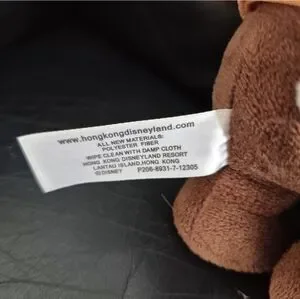 www.hongkongdisneyland.com
ALL NEW MATERIALS:
POLYESTER FIBER
WIPE CLEAN WITH DAMP CLOTH
HONG KONG DISNEYLAND RESORT
LANTAU ISLAND, HONG KONG
©DISNEY P206-8931-7-12305